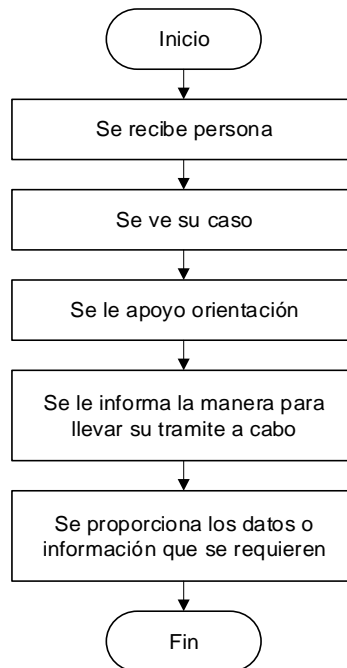 Inicio
Se recibe persona
Se ve su caso
Se le apoyo orientación
Se le informa la manera para
llevar su tramite a cabo
Se proporciona los datos o
información que se requieren
Fin